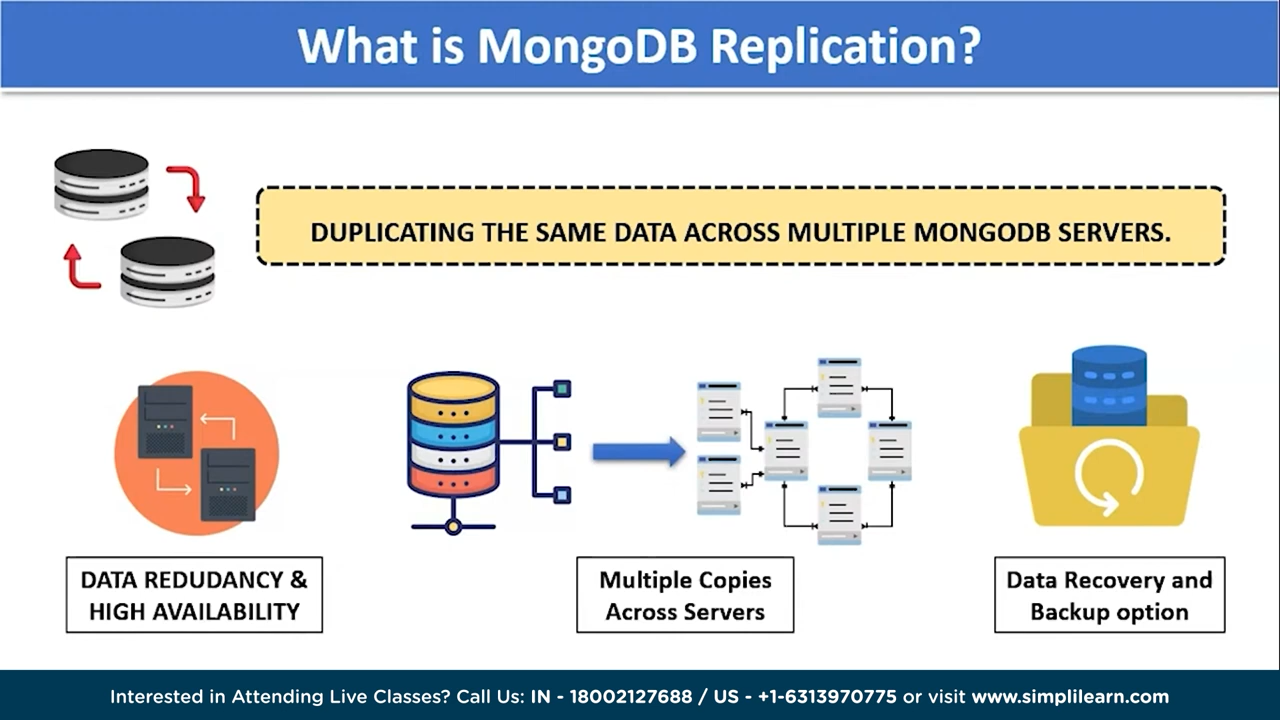 What is MongoDB Replication?
DUPLICATING THE SAME DATA ACROSS MULTIPLE MONGODB SERVERS.
DATA REDUDANCY &
HIGH AVAILABILITY
Multiple Copies
Across Servers
Data Recovery and
Backup option
Interested in Attending Live Classes? Call Us: IN - 18002127688 / US - +1-6313970775 or visit www.simplilearn.com